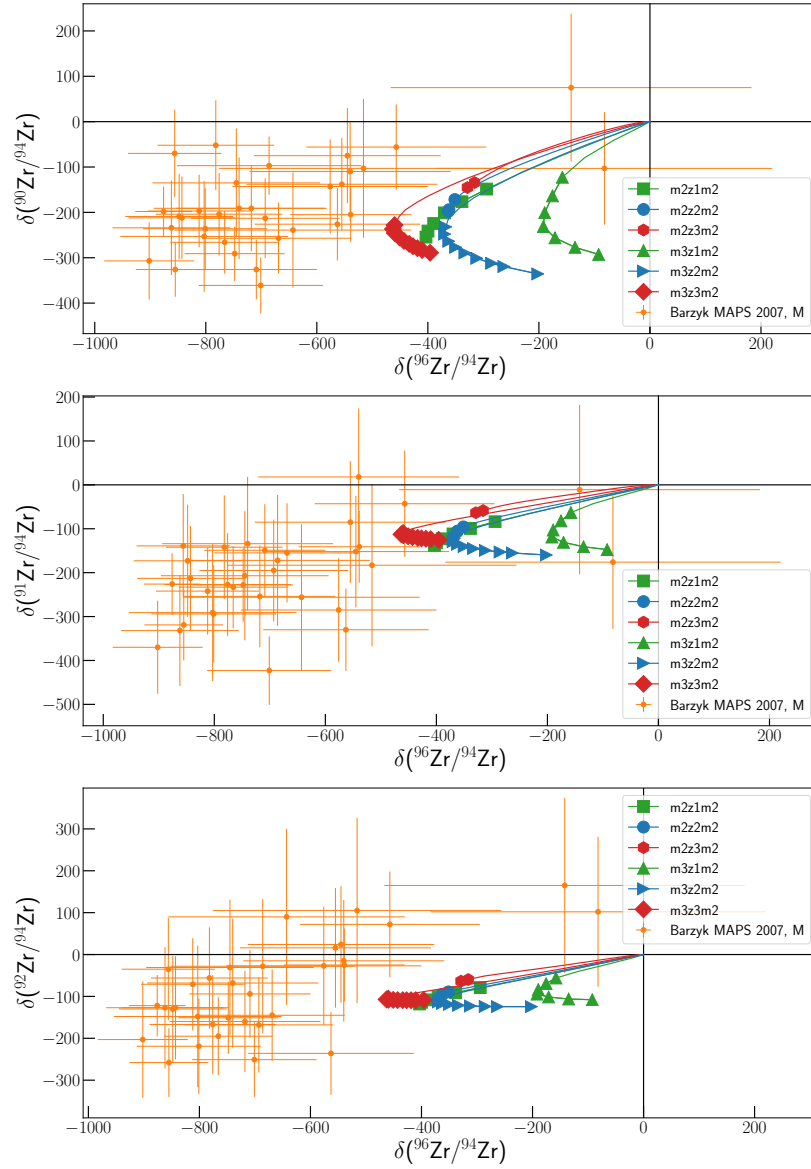 200
100
0
−100
−200
−300
−400
δ(⁹⁰Zr/⁹⁴Zr)
m2z1m2
m2z2m2
m2z3m2
m3z1m2
m3z2m2
m3z3m2
Barzyk MAPS 2007, M
−1000 −800 −600 −400 −200 0 200
δ(⁹⁶Zr/⁹⁴Zr)
200
100
0
−100
−200
−300
−400
−500
δ(⁹¹Zr/⁹⁴Zr)
m2z1m2
m2z2m2
m2z3m2
m3z1m2
m3z2m2
m3z3m2
Barzyk MAPS 2007, M
−1000 −800 −600 −400 −200 0 200
δ(⁹⁶Zr/⁹⁴Zr)
300
200
100
0
−100
−200
−300
δ(⁹²Zr/⁹⁴Zr)
m2z1m2
m2z2m2
m2z3m2
m3z1m2
m3z2m2
m3z3m2
Barzyk MAPS 2007, M
−1000 −800 −600 −400 −200 0 200
δ(⁹⁶Zr/⁹⁴Zr)